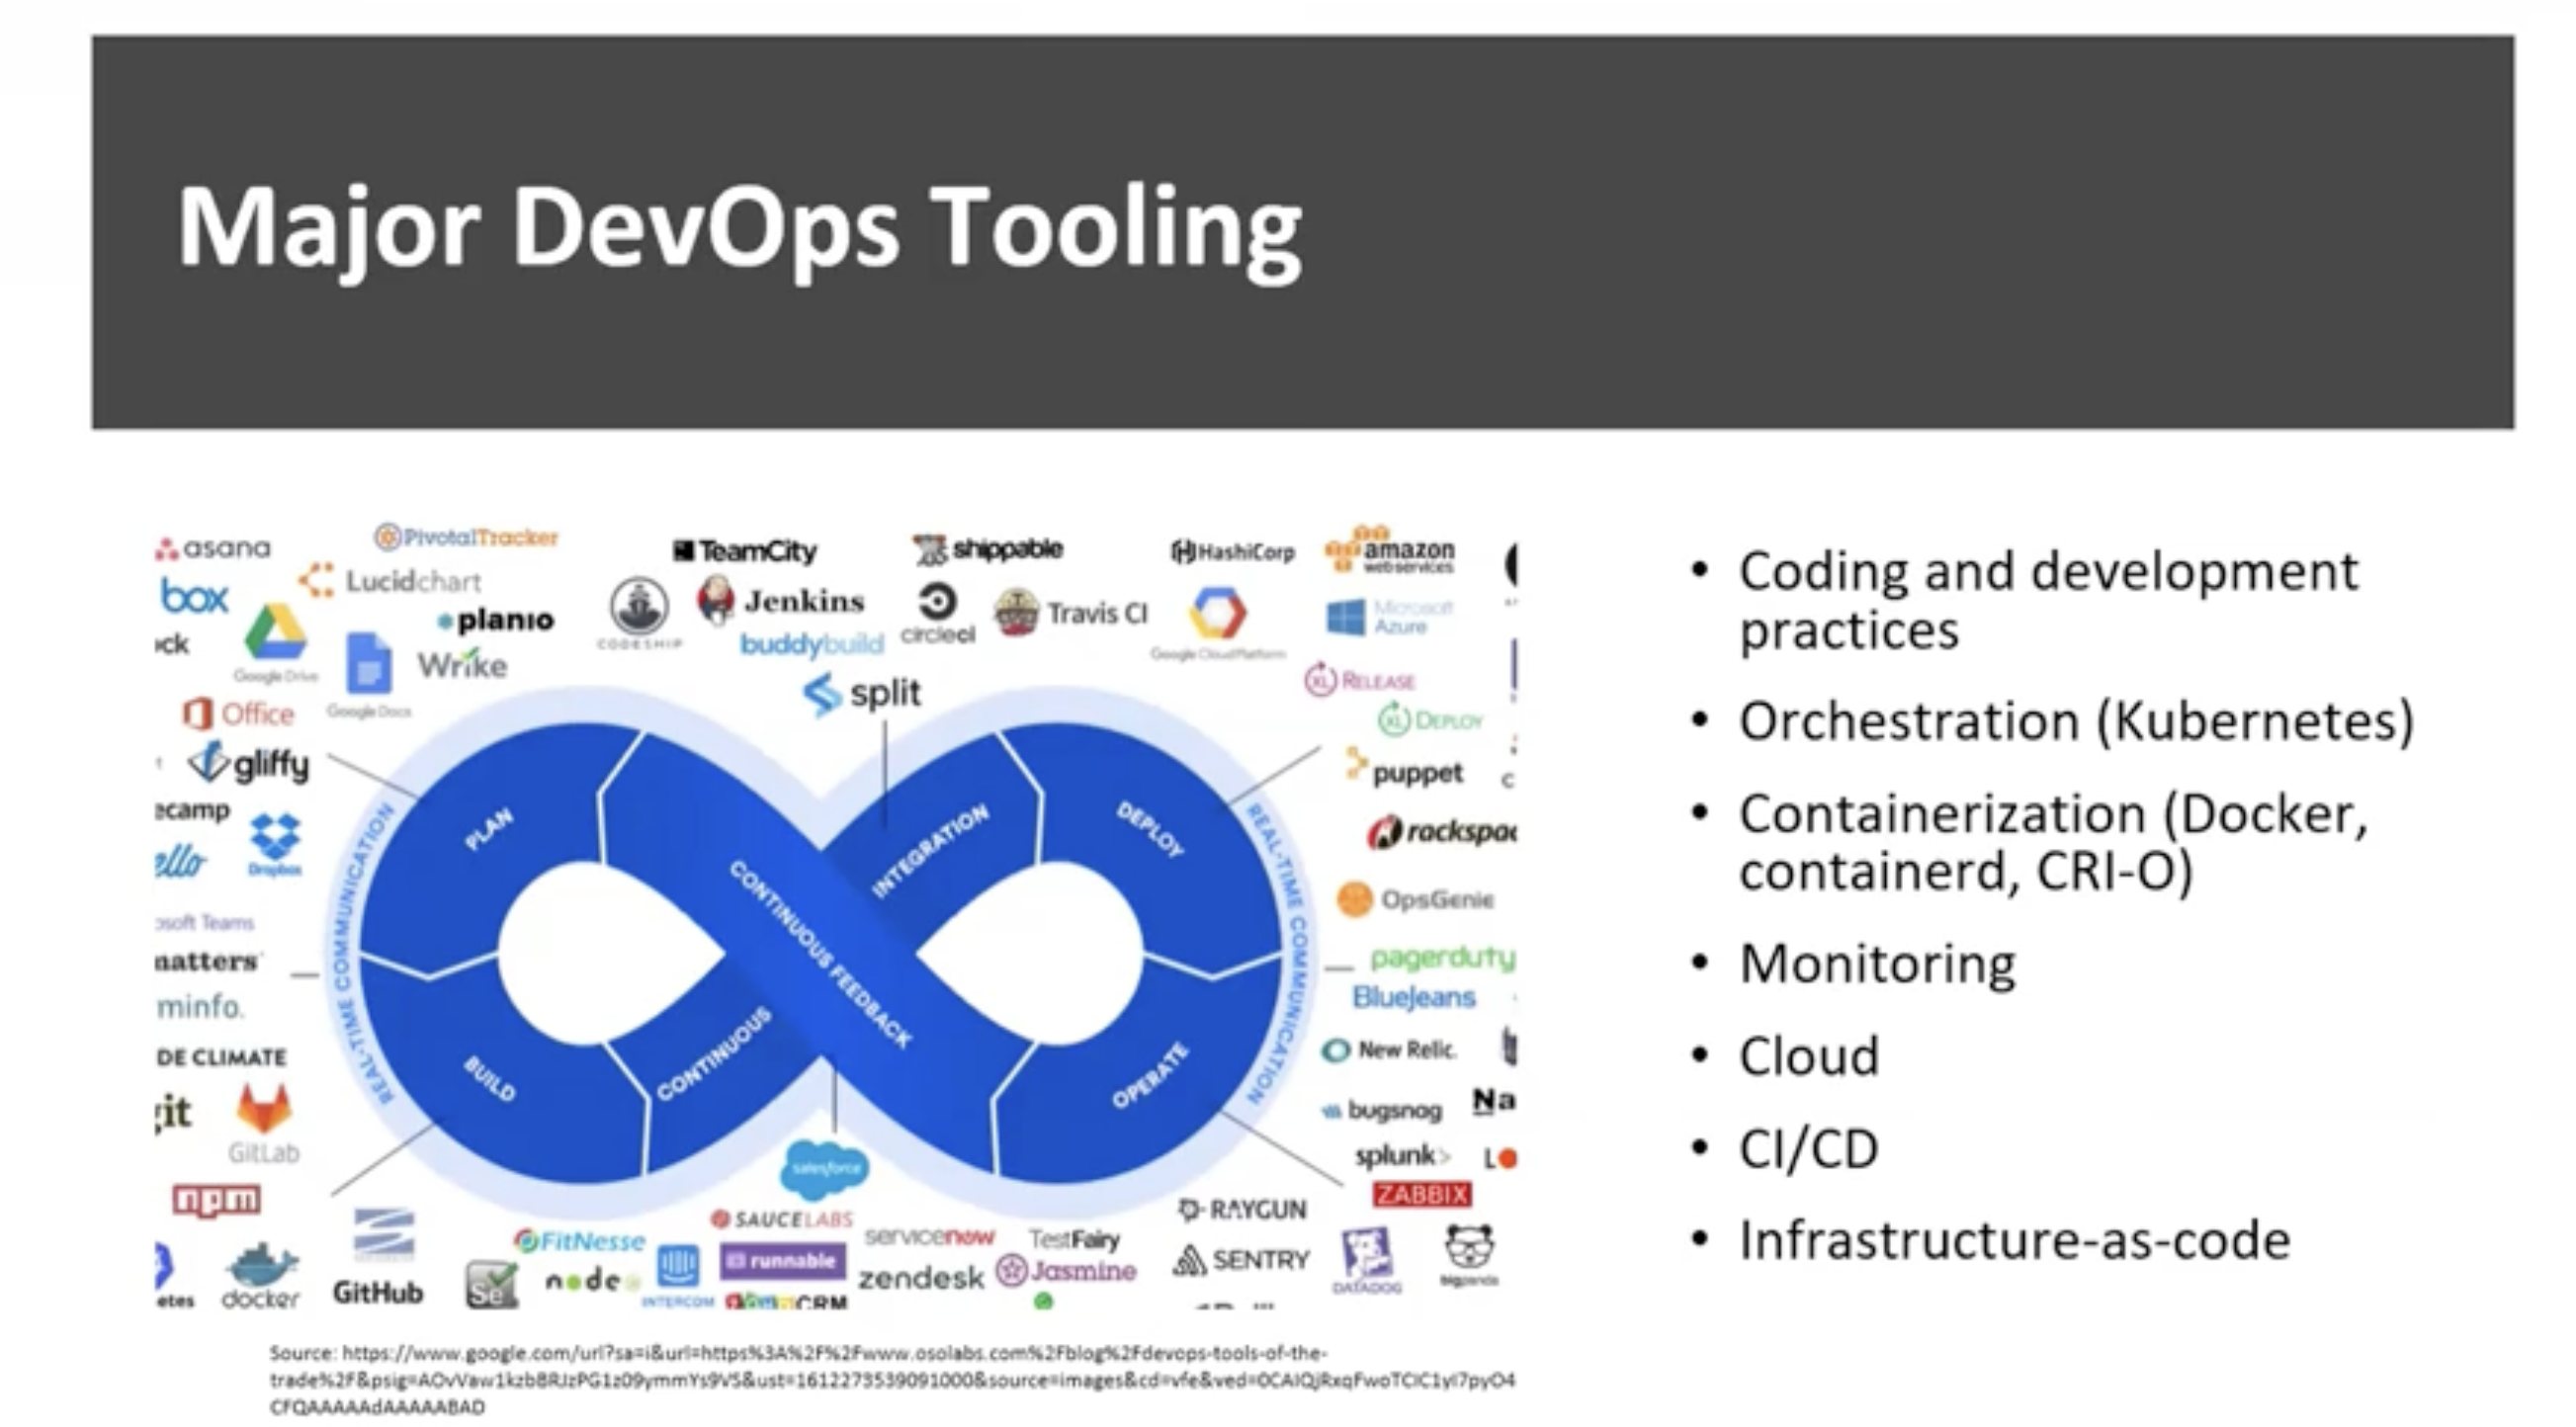 Major DevOps Tooling
asana
PivotalTracker
TeamCity
shippable
HashiCorp
amazon
webservices
box
Lucidchart
CODESHIP
Jenkins
circleci
Travis CI
Microsoft
Azure
planio
buddybuild
Google Cloud Platform
ck
Google Drive
Wrike
split
XL RELEASE
Office
Google Docs
XL DEPLOY
gliffy
puppet
ecamp
rackspac
ello
Dropbox
OpsGenie
osoft Teams
pagerduty
matters
BlueJeans
minfo.
New Relic.
DE CLIMATE
bugsnag
Na
git
GitLab
splunk>
L
npm
salesforce
ZABBIX
SAUCELABS
RAYGUN
FitNesse
servicenow
TestFairy
runnable
SENTRY
etes
docker
GitHub
Se
node
INTERCOM
zendesk
Jasmine
DATADOG
bigpanda
CRM
REAL-TIME COMMUNICATION
PLAN
BUILD
CONTINUOUS
INTEGRATION
CONTINUOUS FEEDBACK
DEPLOY
OPERATE
REAL-TIME COMMUNICATION
• Coding and development
practices
• Orchestration (Kubernetes)
• Containerization (Docker,
containerd, CRI-O)
• Monitoring
• Cloud
• CI/CD
• Infrastructure-as-code
Source: https://www.google.com/url?sa=i&url=https%3A%2F%2Fwww.osolabs.com%2Fblog%2Fdevops-tools-of-the-
trade%2F&psig=AOvVaw1kzbBRJzPG1z09ymmYs9VS&ust=1612273539091000&source=images&cd=vfe&ved=0CAIQjRxqFwoTCIC1yI7pyO4
CFQAAAAAdAAAAABAD